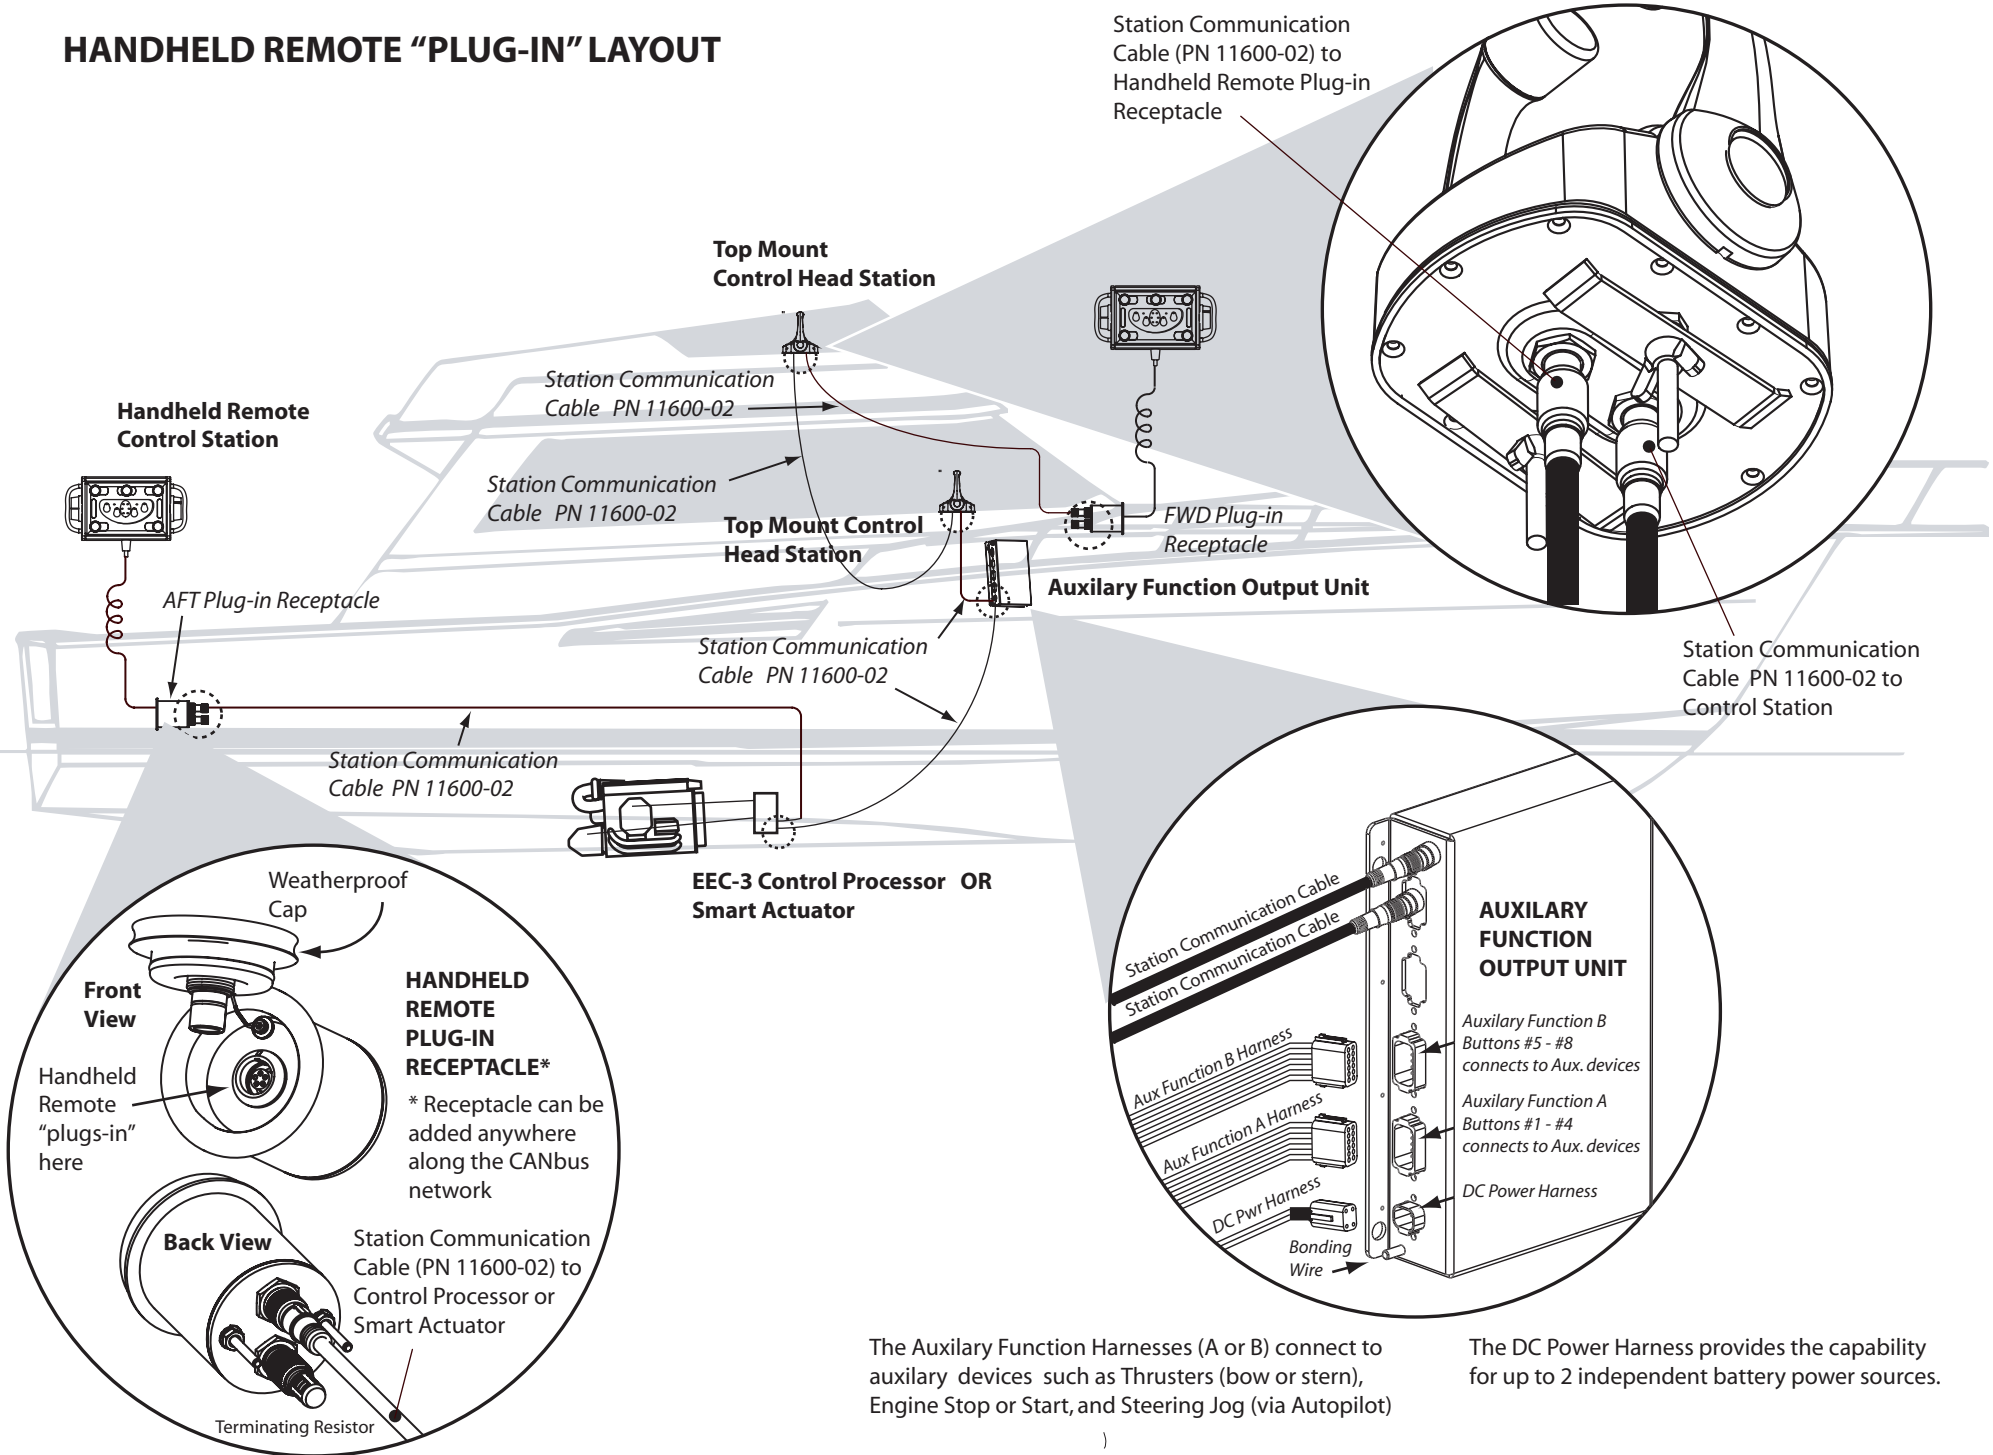 HANDHELD REMOTE “PLUG-IN” LAYOUT
Station Communication
Cable (PN 11600-02) to
Handheld Remote Plug-in
Receptacle
Top Mount
Control Head Station
Station Communication
Cable PN 11600-02
Handheld Remote
Control Station
Station Communication
Cable PN 11600-02
Top Mount Control
Head Station
FWD Plug-in
Receptacle
Auxilary Function Output Unit
AFT Plug-in Receptacle
Station Communication
Cable PN 11600-02
Station Communication
Cable PN 11600-02 to
Control Station
Station Communication
Cable PN 11600-02
EEC-3 Control Processor OR
Smart Actuator
Weatherproof
Cap
Front
View
HANDHELD
REMOTE
PLUG-IN
RECEPTACLE*
Handheld
Remote
“plugs-in”
here
* Receptacle can be
added anywhere
along the CANbus
network
Back View
Station Communication
Cable (PN 11600-02) to
Control Processor or
Smart Actuator
Terminating Resistor
Station Communication Cable
Station Communication Cable
AUXILARY
FUNCTION
OUTPUT UNIT
Aux Function B Harness
Auxilary Function B
Buttons #5 - #8
connects to Aux. devices
Aux Function A Harness
Auxilary Function A
Buttons #1 - #4
connects to Aux. devices
DC Pwr Harness
DC Power Harness
Bonding
Wire
The Auxilary Function Harnesses (A or B) connect to
auxilary devices such as Thrusters (bow or stern),
Engine Stop or Start, and Steering Jog (via Autopilot)
)
The DC Power Harness provides the capability
for up to 2 independent battery power sources.